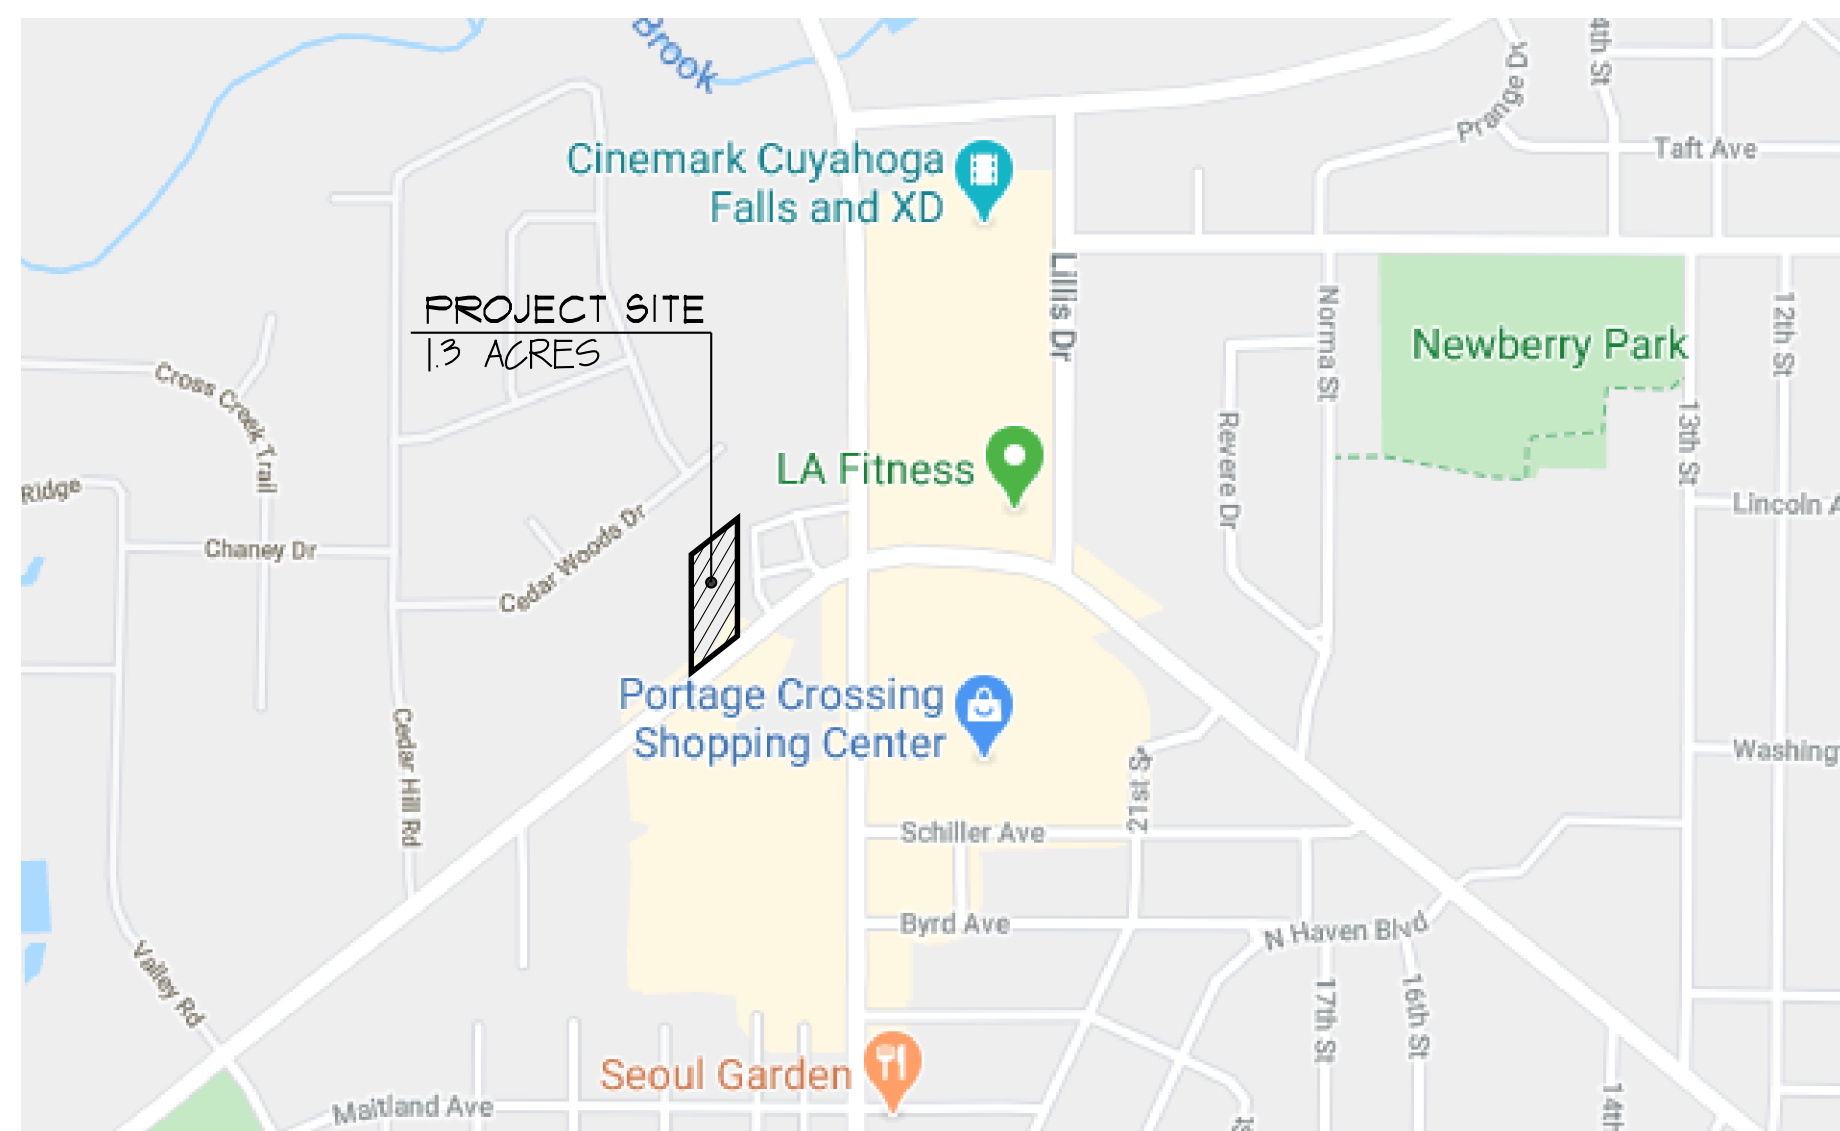 Brook
4th St
Prange Dr
Taft Ave
Cinemark Cuyahoga
Falls and XD
Lillis Dr
PROJECT SITE
1.3 ACRES
Norma St
Newberry Park
12th St
Cross Creek Trail
Revere Dr
13th St
LA Fitness
Ridge
Lincoln A
Chaney Dr
Cedar Woods Dr
Portage Crossing
Shopping Center
Cedar Hill Rd
21st St
Washing
Schiller Ave
Byrd Ave
N Haven Blvd
Valley Rd
17th St
16th St
Seoul Garden
Maitland Ave
14th